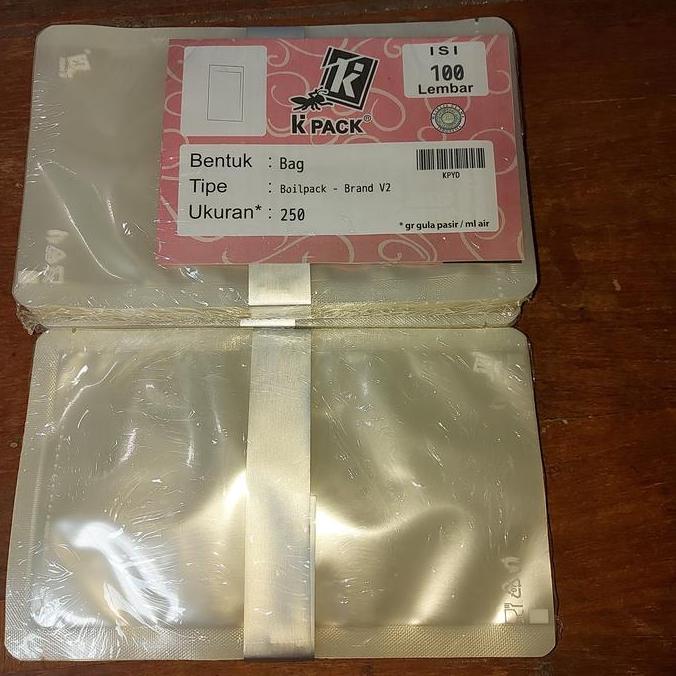 ISI
100
Lembar
K PACK®
Bentuk : Bag
Tipe : Boilpack - Brand V2
Ukuran* : 250
KPYD
* gr gula pasir / ml air